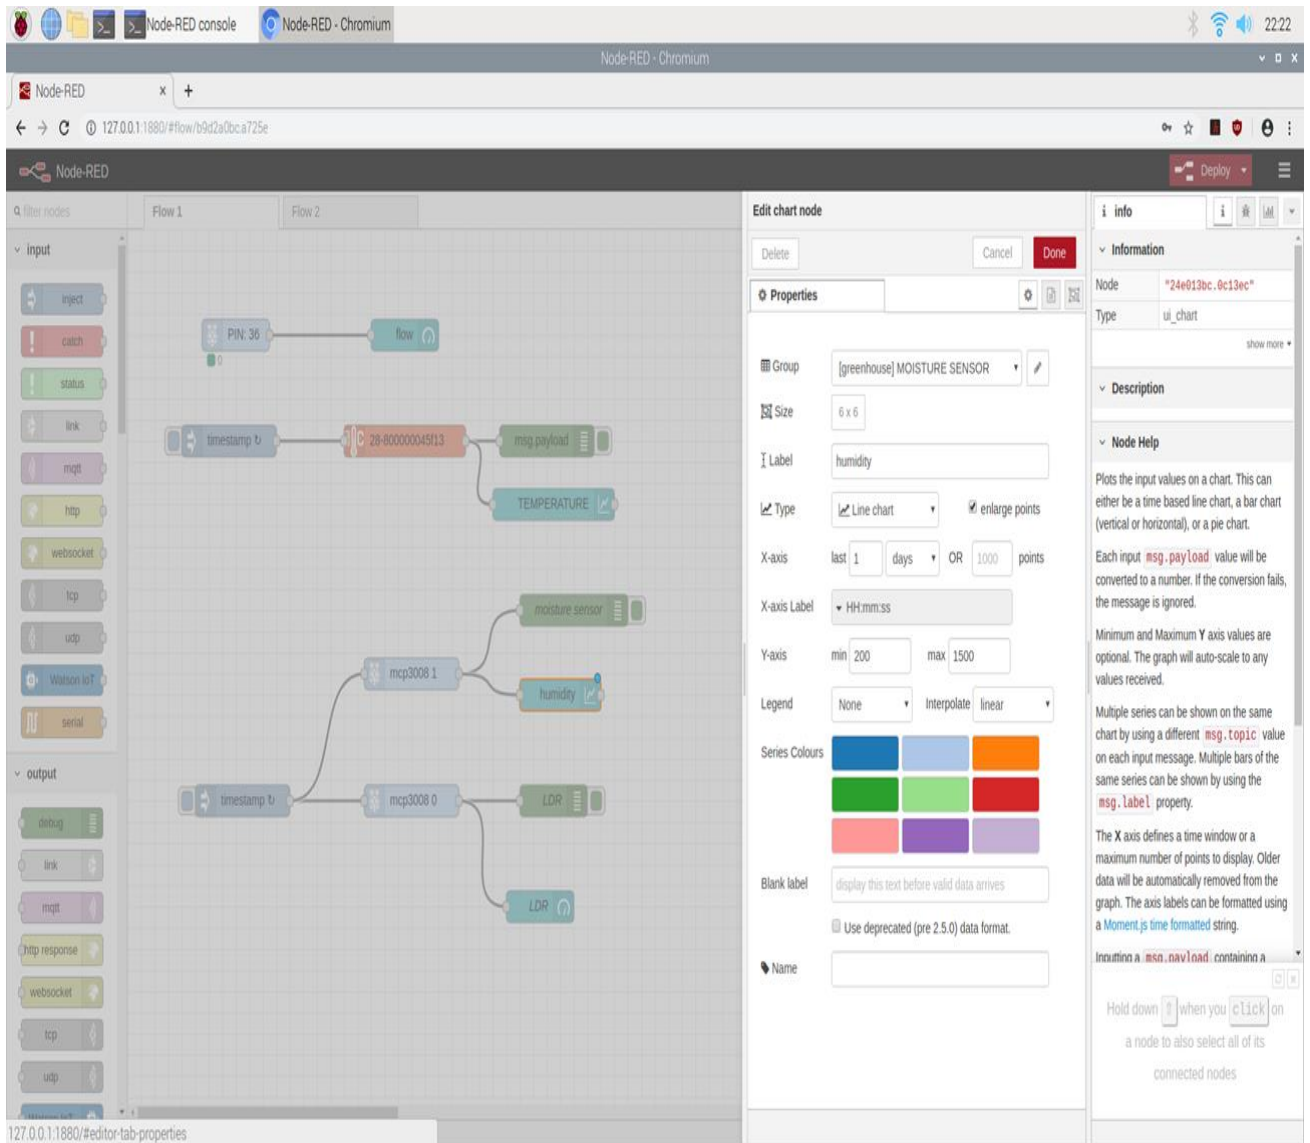 Node-RED console
Node-RED - Chromium
22:22
Node-RED - Chromium
Node-RED
127.0.0.1:1880/#flow/b9d2a0bc.a725e
Node-RED
Deploy
filter nodes
input
inject
catch
status
link
mqtt
http
websocket
tcp
udp
Watson IoT
serial
output
debug
link
mqtt
http response
websocket
tcp
udp
Watson IoT
Flow 1
Flow 2
PIN: 36
flow
0
timestamp ↻
28-800000045f13
msg.payload
TEMPERATURE
moisture sensor
mcp3008 1
humidity
timestamp ↻
mcp3008 0
LDR
LDR
127.0.0.1:1880/#editor-tab-properties
Edit chart node
Delete
Cancel
Done
Properties
Group
[greenhouse] MOISTURE SENSOR
Size
6 x 6
Label
humidity
Type
Line chart
enlarge points
X-axis
last 1 days OR 1000 points
X-axis Label
HH:mm:ss
Y-axis
min 200 max 1500
Legend
None
Interpolate
linear
Series Colours
Blank label
display this text before valid data arrives
Use deprecated (pre 2.5.0) data format.
Name
info
Information
Node "24e013bc.0c13ec"
Type ui_chart
show more
Description
Node Help
Plots the input values on a chart. This can
either be a time based line chart, a bar chart
(vertical or horizontal), or a pie chart.
Each input msg.payload value will be
converted to a number. If the conversion fails,
the message is ignored.
Minimum and Maximum Y axis values are
optional. The graph will auto-scale to any
values received.
Multiple series can be shown on the same
chart by using a different msg.topic value
on each input message. Multiple bars of the
same series can be shown by using the
msg.label property.
The X axis defines a time window or a
maximum number of points to display. Older
data will be automatically removed from the
graph. The axis labels can be formatted using
a Moment.js time formatted string.
Inputting a msg.payload containing a
Hold down ⇧ when you click on
a node to also select all of its
connected nodes